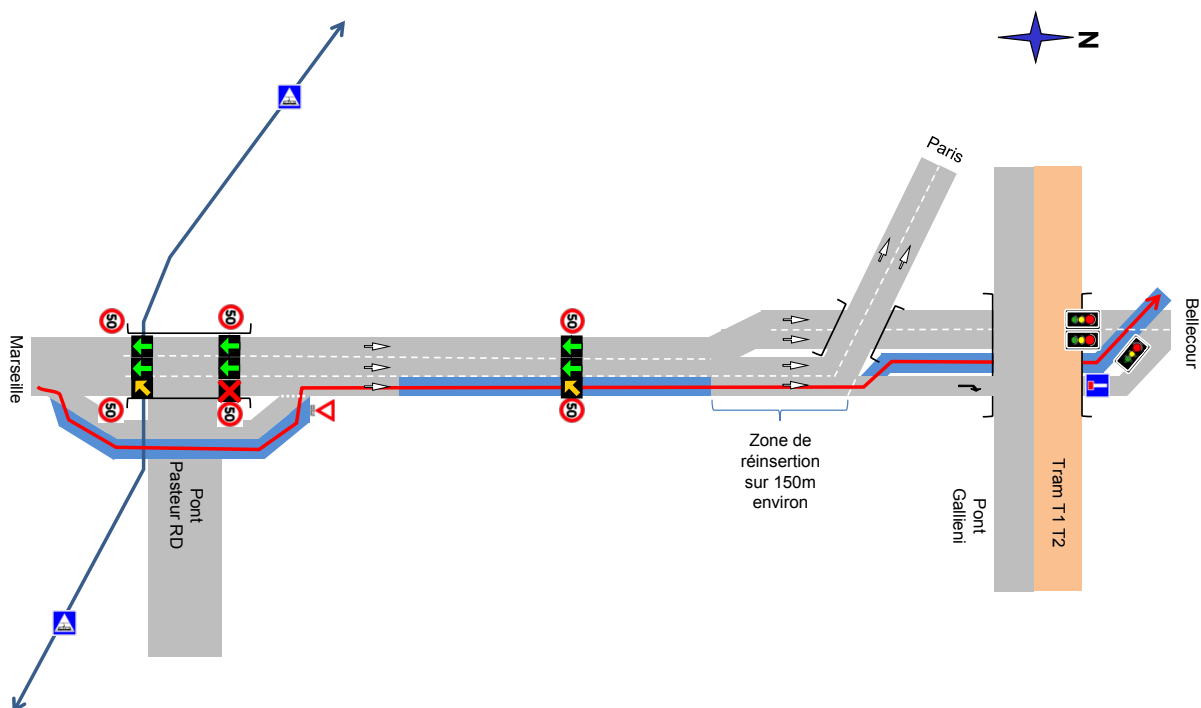 N
Paris
Bellecour
Marseille
50
50
50
50
50
50
Zone de
réinsertion
sur 150m
environ
Pont
Pasteur RD
Pont
Gallieni
Tram T1 T2